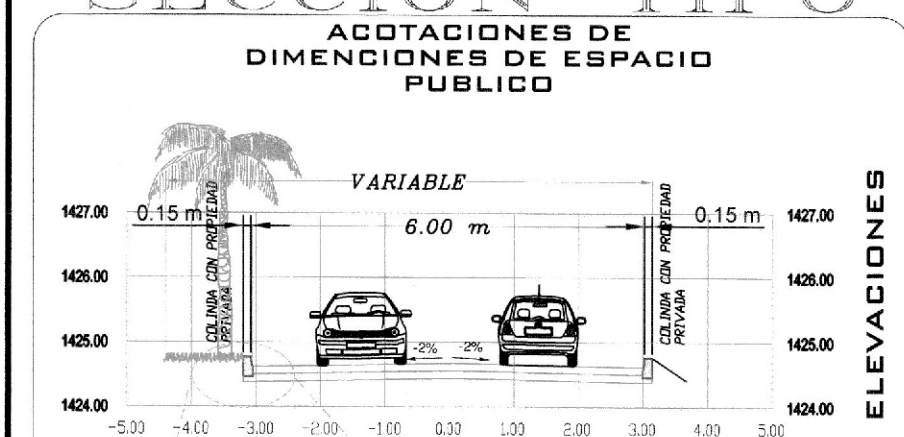 SECCION TIPO
ACOTACIONES DE
DIMENCIONES DE ESPACIO
PUBLICO
VARIABLE
1427.00 0.15 m 6.00 m 0.15 m 1427.00
COLINDA CON PROPIEDAD
PRIVADA
COLINDA CON PROPIEDAD
PRIVADA
1426.00 1426.00
1425.00 -2% -2% 1425.00
1424.00 1424.00
-5.00 -4.00 -3.00 -2.00 -1.00 0.00 1.00 2.00 3.00 4.00 5.00
ELEVACIONES